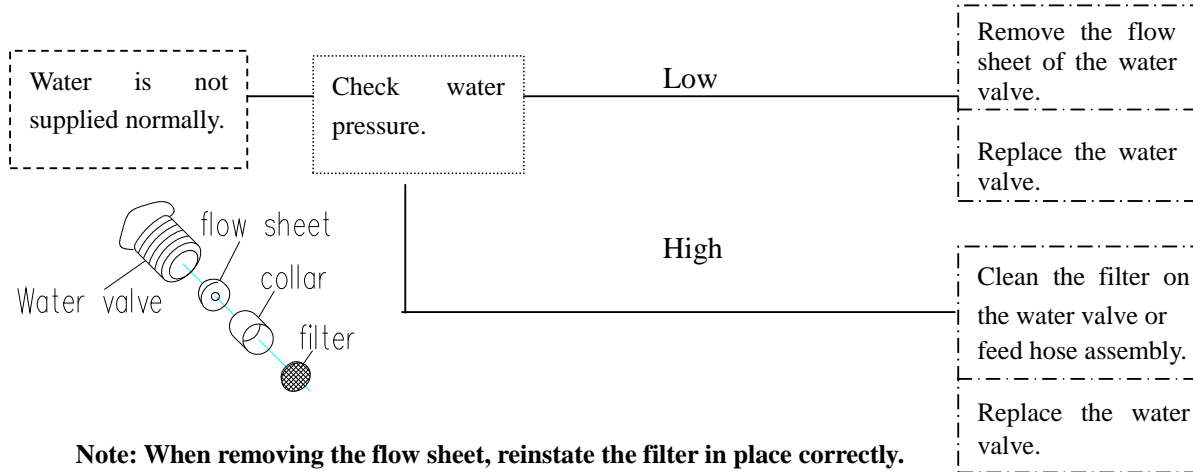 Water is not
supplied normally.
Check water
pressure.
Low
Remove the flow
sheet of the water
valve.
Replace the water
valve.
High
Clean the filter on
the water valve or
feed hose assembly.
Replace the water
valve.
flow sheet
Water valve
collar
filter
Note: When removing the flow sheet, reinstate the filter in place correctly.